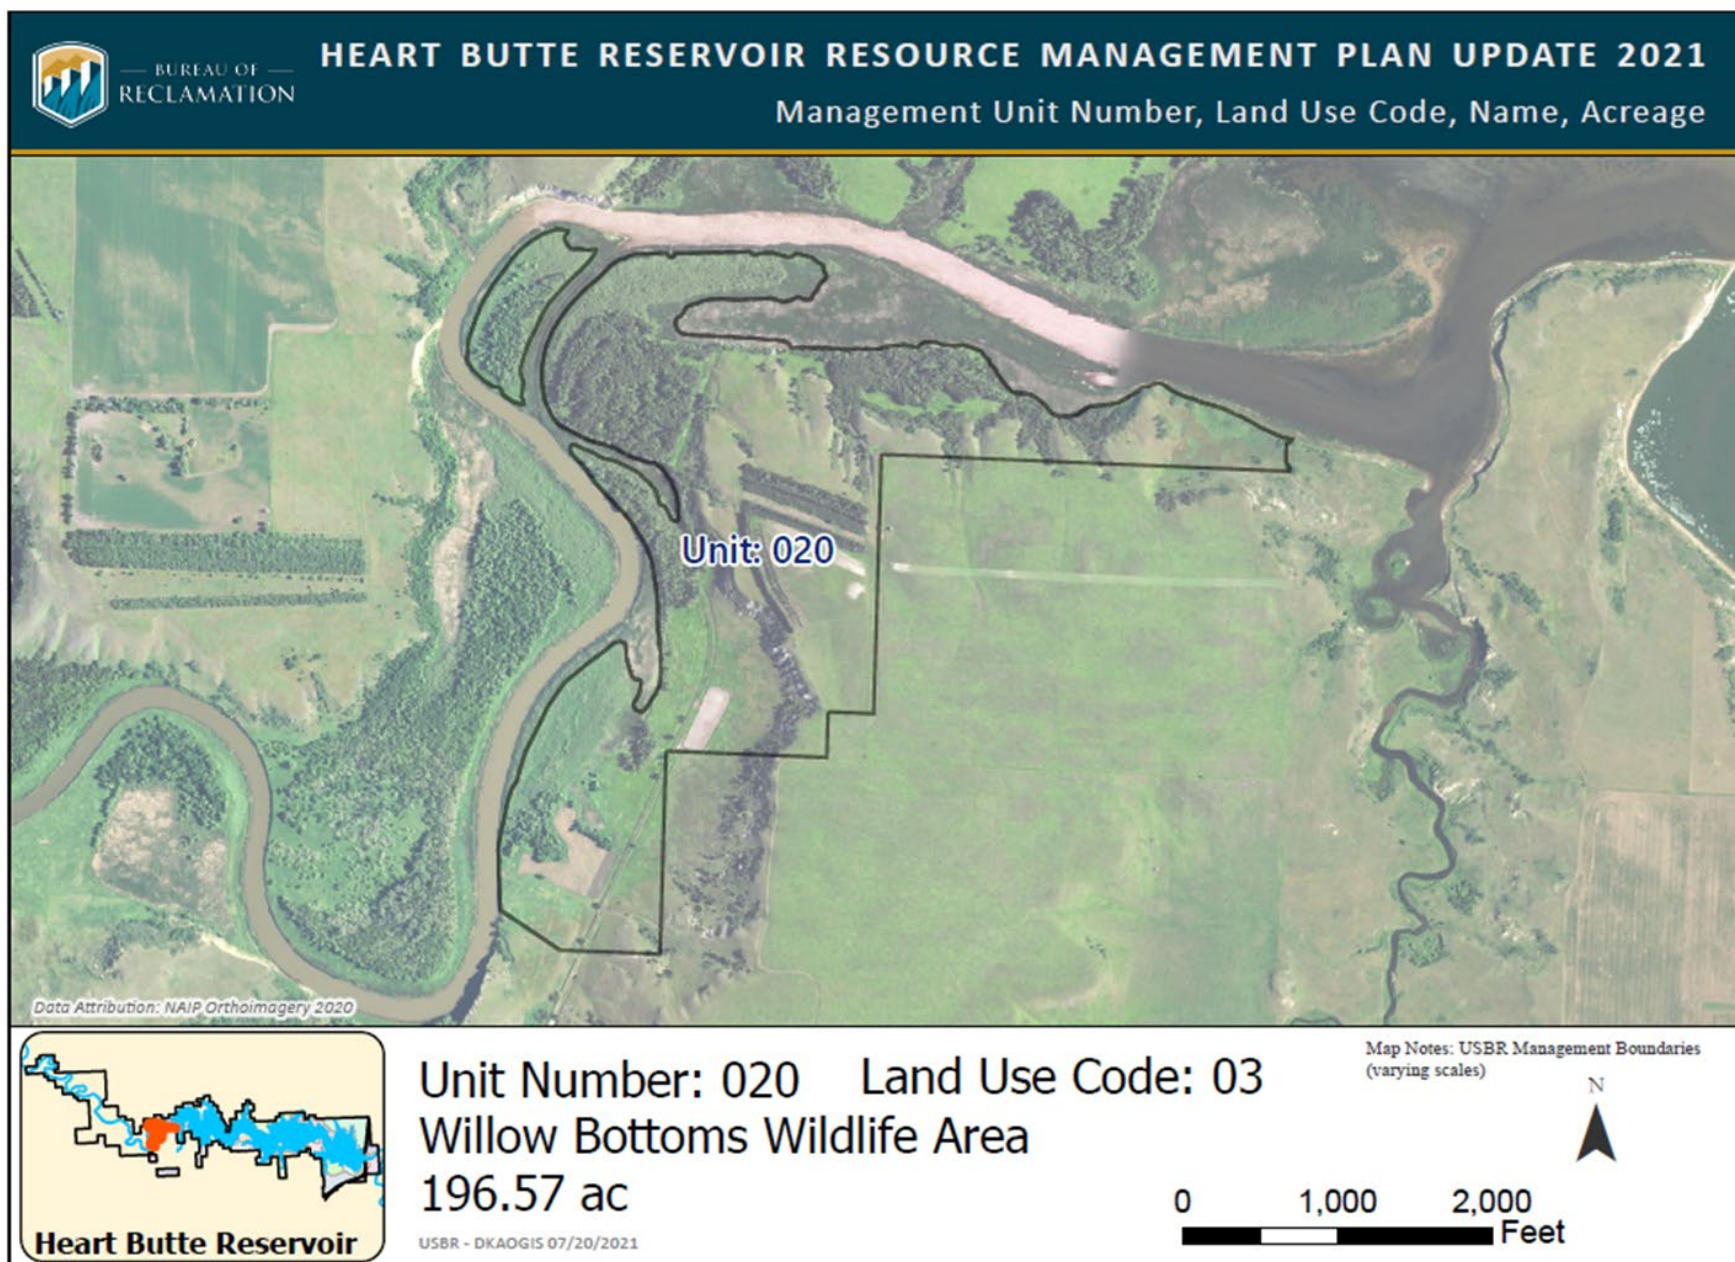 BUREAU OF
RECLAMATION
HEART BUTTE RESERVOIR RESOURCE MANAGEMENT PLAN UPDATE 2021
Management Unit Number, Land Use Code, Name, Acreage
Unit: 020
Data Attribution: NAIP Orthoimagery 2020
Heart Butte Reservoir
Unit Number: 020 Land Use Code: 03
Willow Bottoms Wildlife Area
196.57 ac
USBR - DKAOGIS 07/20/2021
Map Notes: USBR Management Boundaries
(varying scales)
N
0 1,000 2,000
Feet